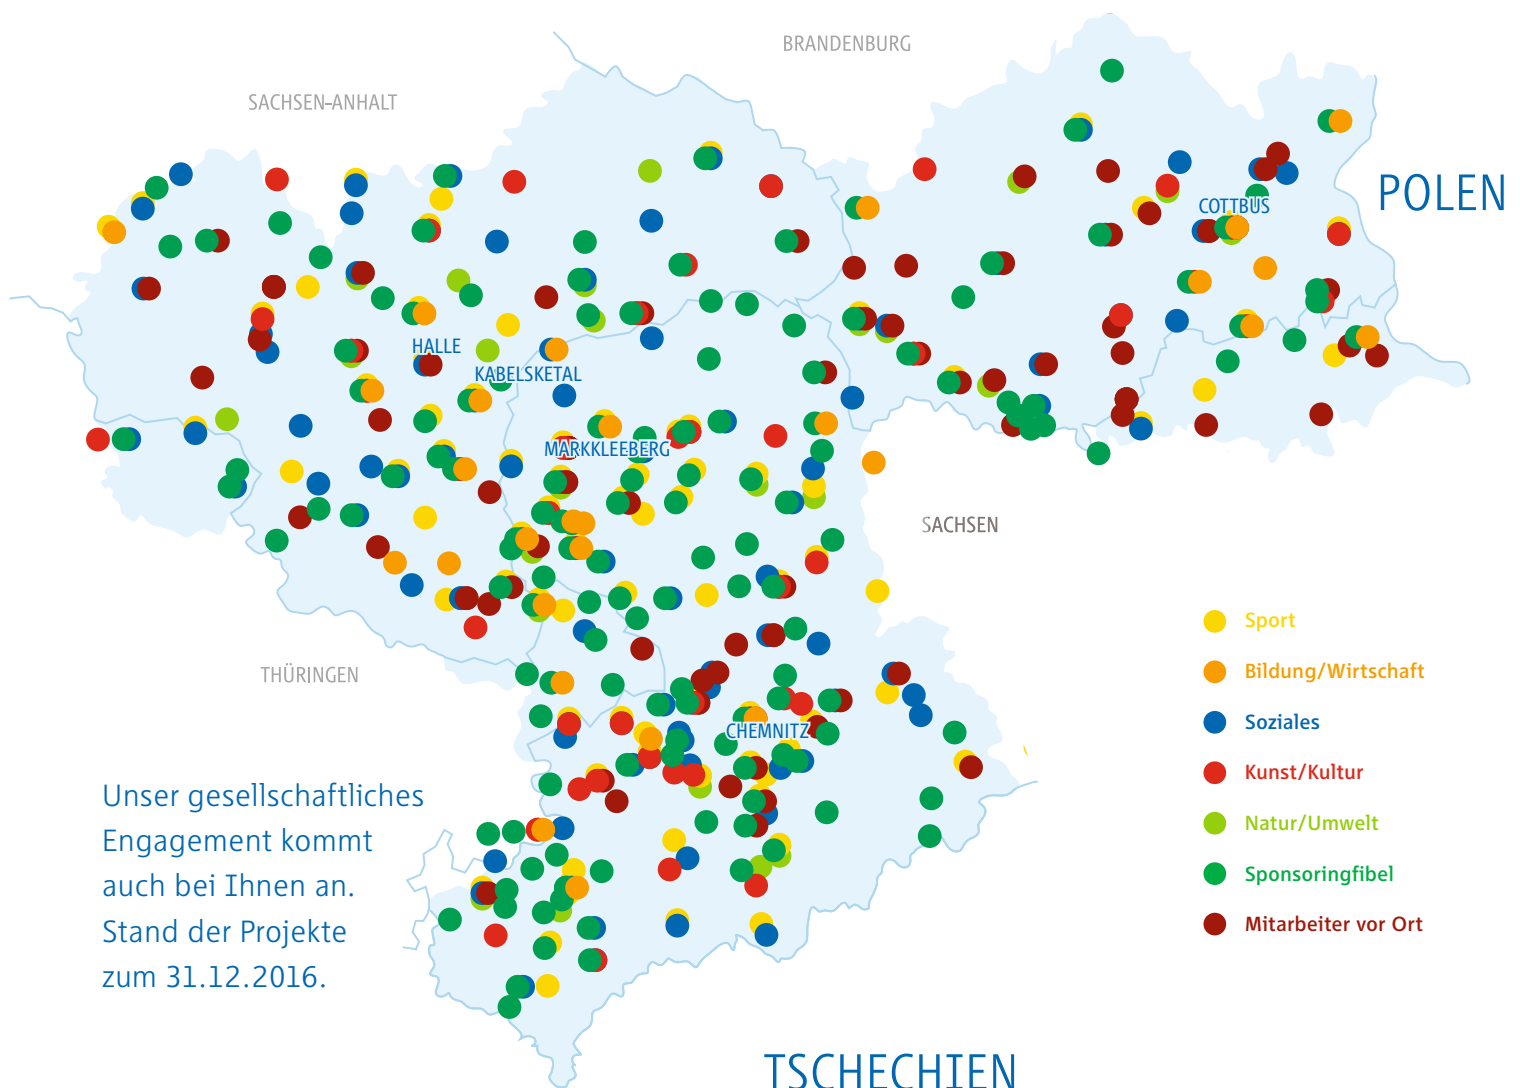 BRANDENBURG
SACHSEN-ANHALT
POLEN
COTTBUS
HALLE
KABELSKETAL
MARKKLEEBERG
SACHSEN
Sport
THÜRINGEN
Bildung/Wirtschaft
Soziales
CHEMNITZ
Kunst/Kultur
Natur/Umwelt
Sponsoringfibel
Mitarbeiter vor Ort
Unser gesellschaftliches
Engagement kommt
auch bei Ihnen an.
Stand der Projekte
zum 31.12.2016.
TSCHECHIEN